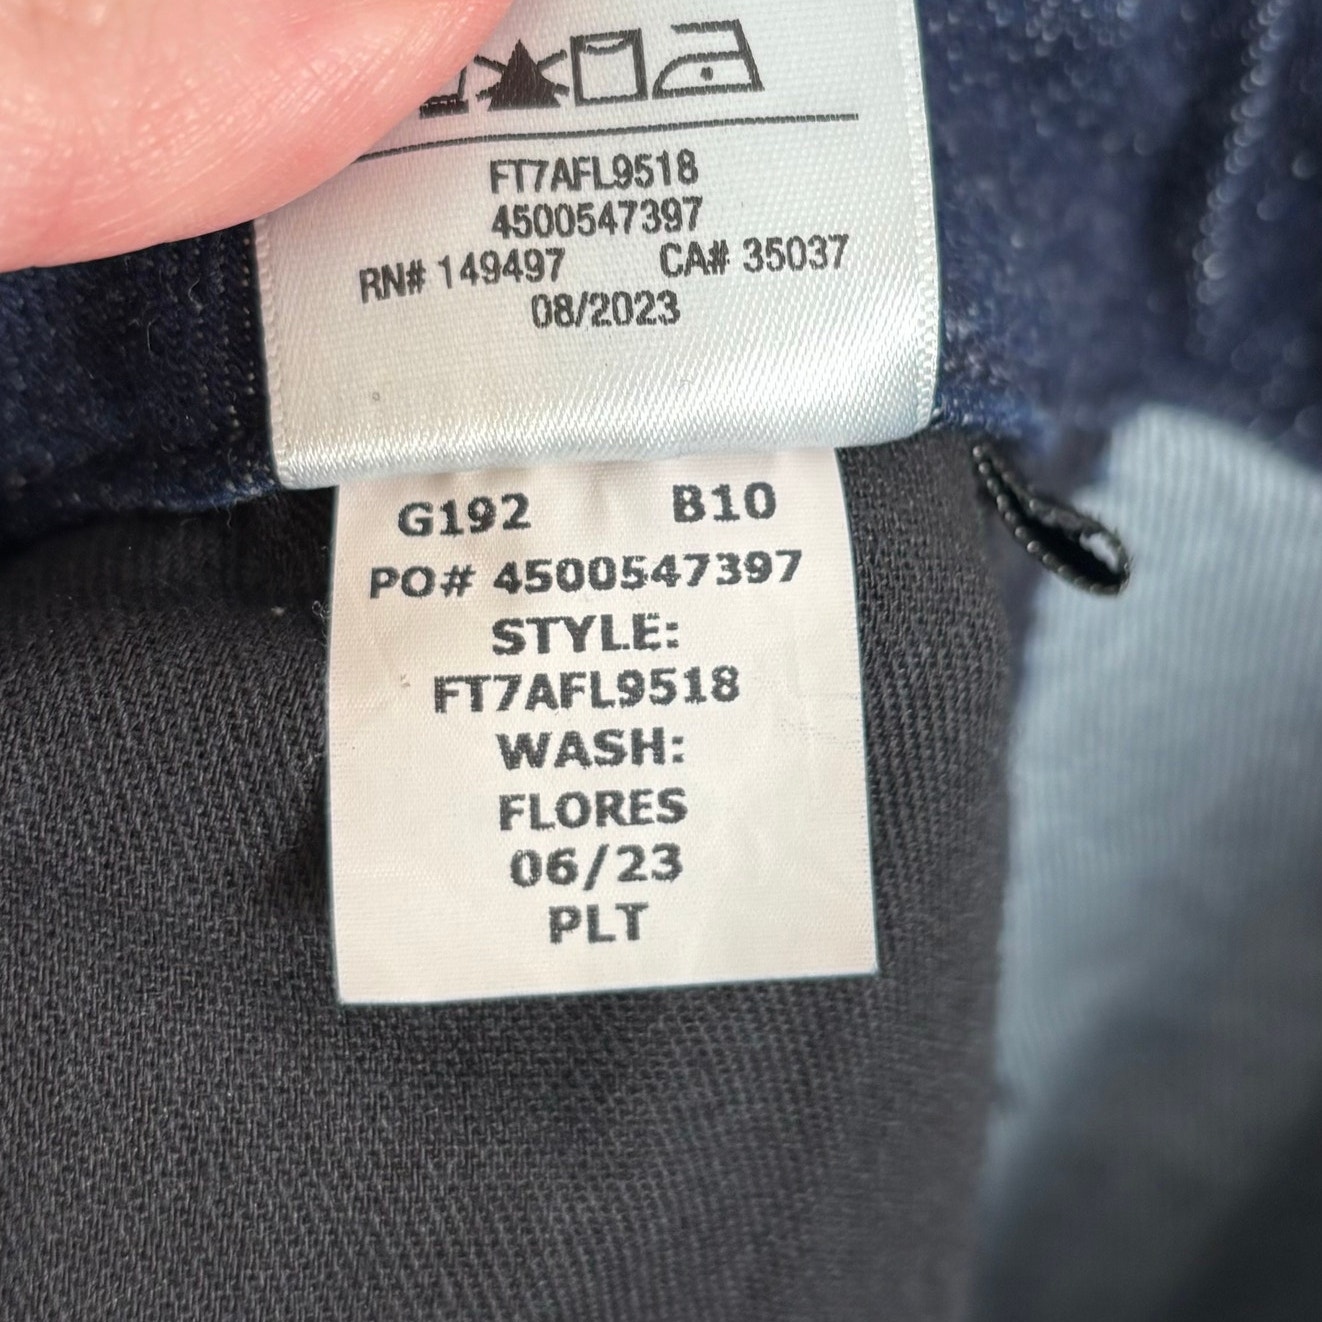 FT7AFL9518
4500547397
RN# 149497 CA# 35037
08/2023
G192 B10
PO# 4500547397
STYLE:
FT7AFL9518
WASH:
FLORES
06/23
PLT